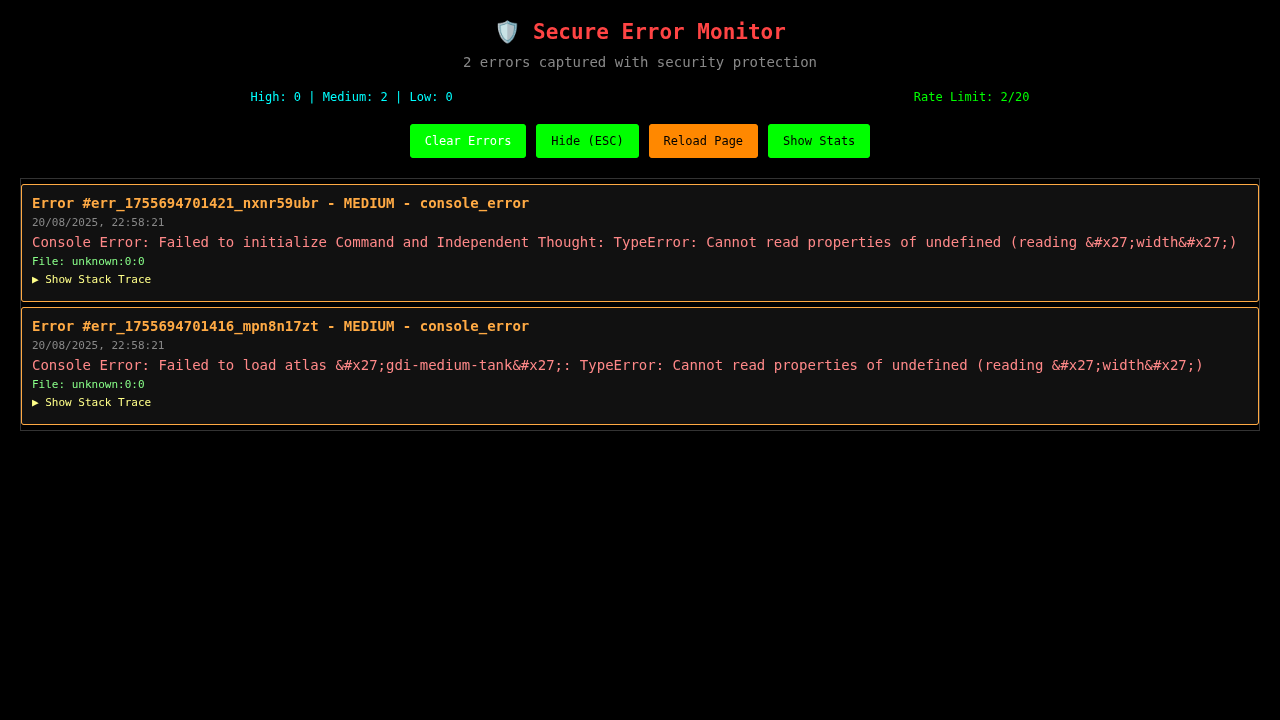 🛡️ Secure Error Monitor
2 errors captured with security protection
High: 0 | Medium: 2 | Low: 0
Rate Limit: 2/20
Clear Errors
Hide (ESC)
Reload Page
Show Stats
Error #err_1755694701421_nxnr59ubr - MEDIUM - console_error
20/08/2025, 22:58:21
Console Error: Failed to initialize Command and Independent Thought: TypeError: Cannot read properties of undefined (reading &#x27;width&#x27;)
File: unknown:0:0
▶ Show Stack Trace
Error #err_1755694701416_mpn8n17zt - MEDIUM - console_error
20/08/2025, 22:58:21
Console Error: Failed to load atlas &#x27;gdi-medium-tank&#x27;: TypeError: Cannot read properties of undefined (reading &#x27;width&#x27;)
File: unknown:0:0
▶ Show Stack Trace